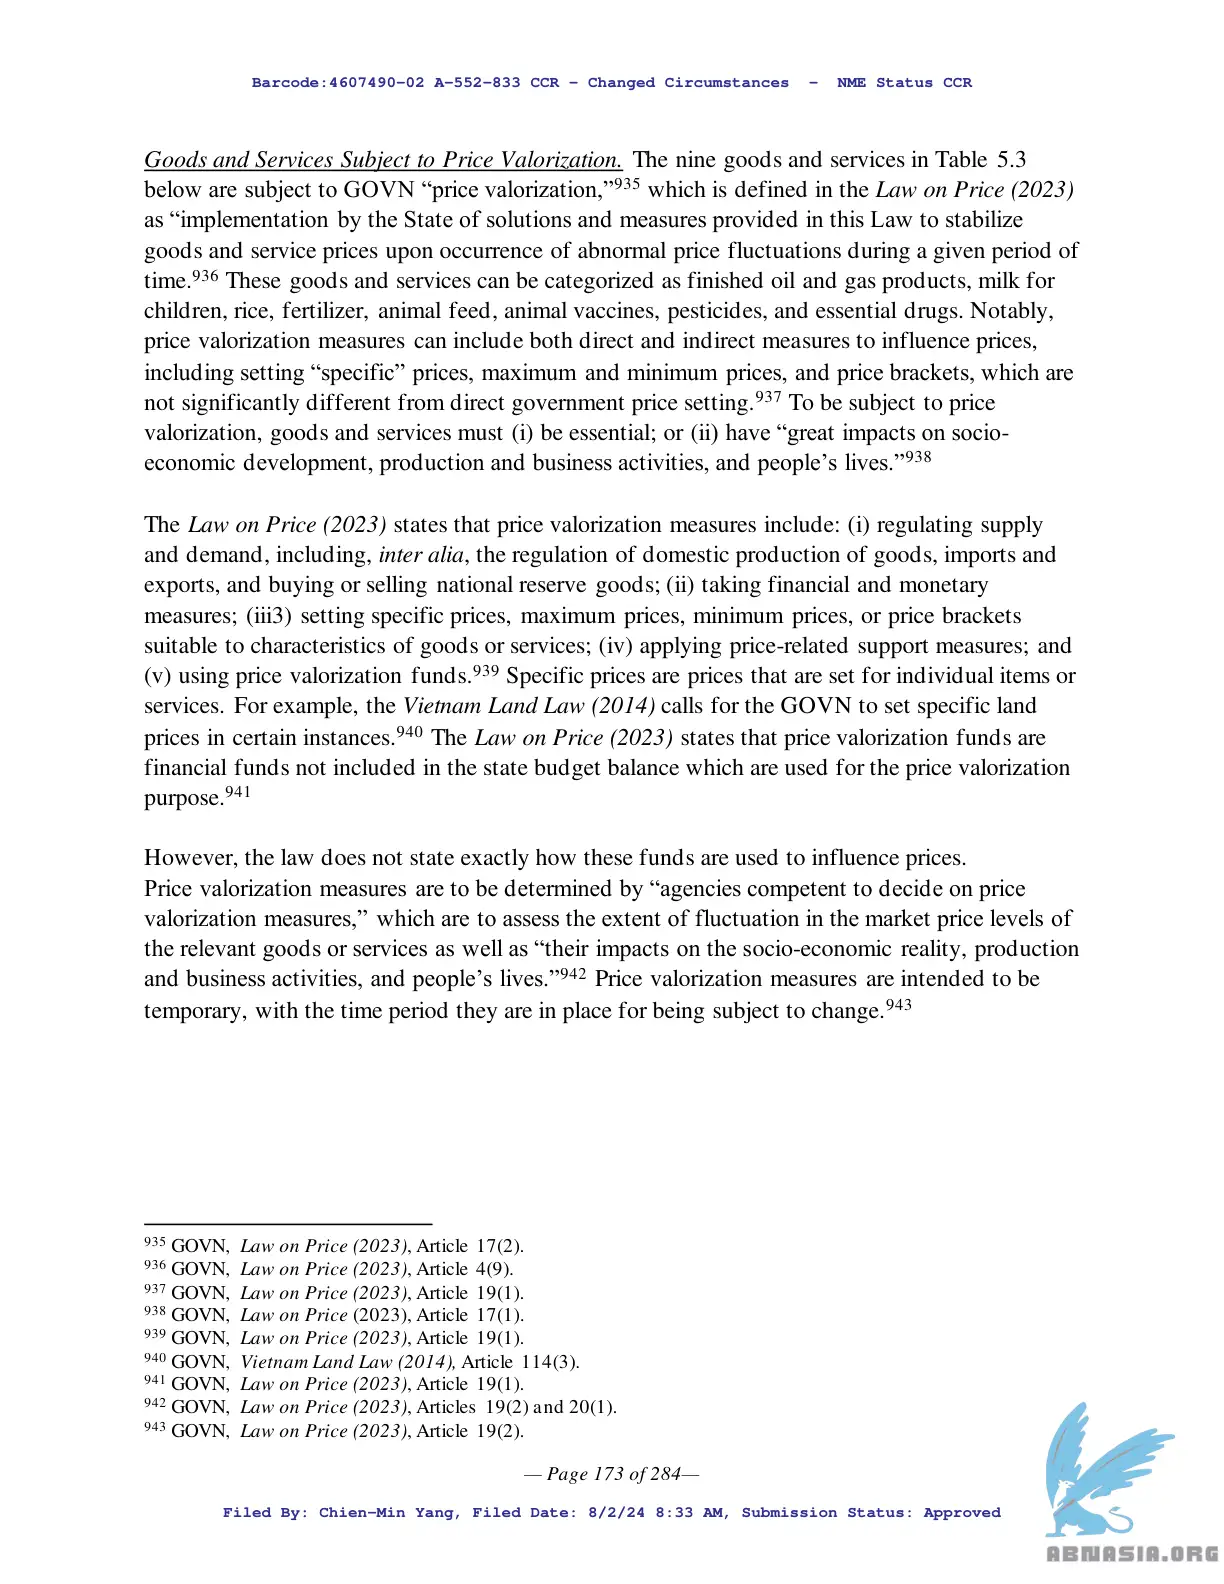 Barcode:4607490-02 A-552-833 CCR - Changed Circumstances - NME Status CCR
Goods and Services Subject to Price Valorization. The nine goods and services in Table 5.3
below are subject to GOVN “price valorization,”935 which is defined in the Law on Price (2023)
as “implementation by the State of solutions and measures provided in this Law to stabilize
goods and service prices upon occurrence of abnormal price fluctuations during a given period of
time.936 These goods and services can be categorized as finished oil and gas products, milk for
children, rice, fertilizer, animal feed, animal vaccines, pesticides, and essential drugs. Notably,
price valorization measures can include both direct and indirect measures to influence prices,
including setting “specific” prices, maximum and minimum prices, and price brackets, which are
not significantly different from direct government price setting.937 To be subject to price
valorization, goods and services must (i) be essential; or (ii) have “great impacts on socio-
economic development, production and business activities, and people’s lives.”938
The Law on Price (2023) states that price valorization measures include: (i) regulating supply
and demand, including, inter alia, the regulation of domestic production of goods, imports and
exports, and buying or selling national reserve goods; (ii) taking financial and monetary
measures; (iii3) setting specific prices, maximum prices, minimum prices, or price brackets
suitable to characteristics of goods or services; (iv) applying price-related support measures; and
(v) using price valorization funds.939 Specific prices are prices that are set for individual items or
services. For example, the Vietnam Land Law (2014) calls for the GOVN to set specific land
prices in certain instances.940 The Law on Price (2023) states that price valorization funds are
financial funds not included in the state budget balance which are used for the price valorization
purpose.941
However, the law does not state exactly how these funds are used to influence prices.
Price valorization measures are to be determined by “agencies competent to decide on price
valorization measures,” which are to assess the extent of fluctuation in the market price levels of
the relevant goods or services as well as “their impacts on the socio-economic reality, production
and business activities, and people’s lives.”942 Price valorization measures are intended to be
temporary, with the time period they are in place for being subject to change.943
935 GOVN, Law on Price (2023), Article 17(2).
936 GOVN, Law on Price (2023), Article 4(9).
937 GOVN, Law on Price (2023), Article 19(1).
938 GOVN, Law on Price (2023), Article 17(1).
939 GOVN, Law on Price (2023), Article 19(1).
940 GOVN, Vietnam Land Law (2014), Article 114(3).
941 GOVN, Law on Price (2023), Article 19(1).
942 GOVN, Law on Price (2023), Articles 19(2) and 20(1).
943 GOVN, Law on Price (2023), Article 19(2).
— Page 173 of 284—
Filed By: Chien-Min Yang, Filed Date: 8/2/24 8:33 AM, Submission Status: Approved
ABNASIA.ORG